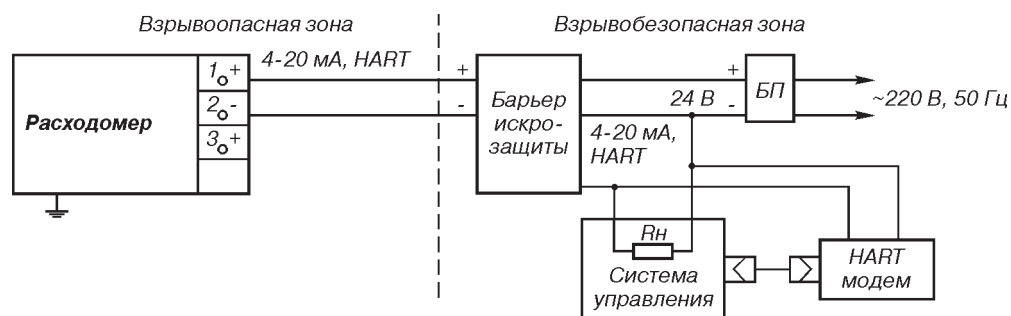 Взрывоопасная зона
Взрывобезопасная зона
4-20 мА, HART
1 +
2 -
3 +
Расходомер
+
-
Барьер
искро-
защиты
+
24 В -
БП
~220 В, 50 Гц
4-20 мА,
HART
Rн
Система
управления
HART
модем